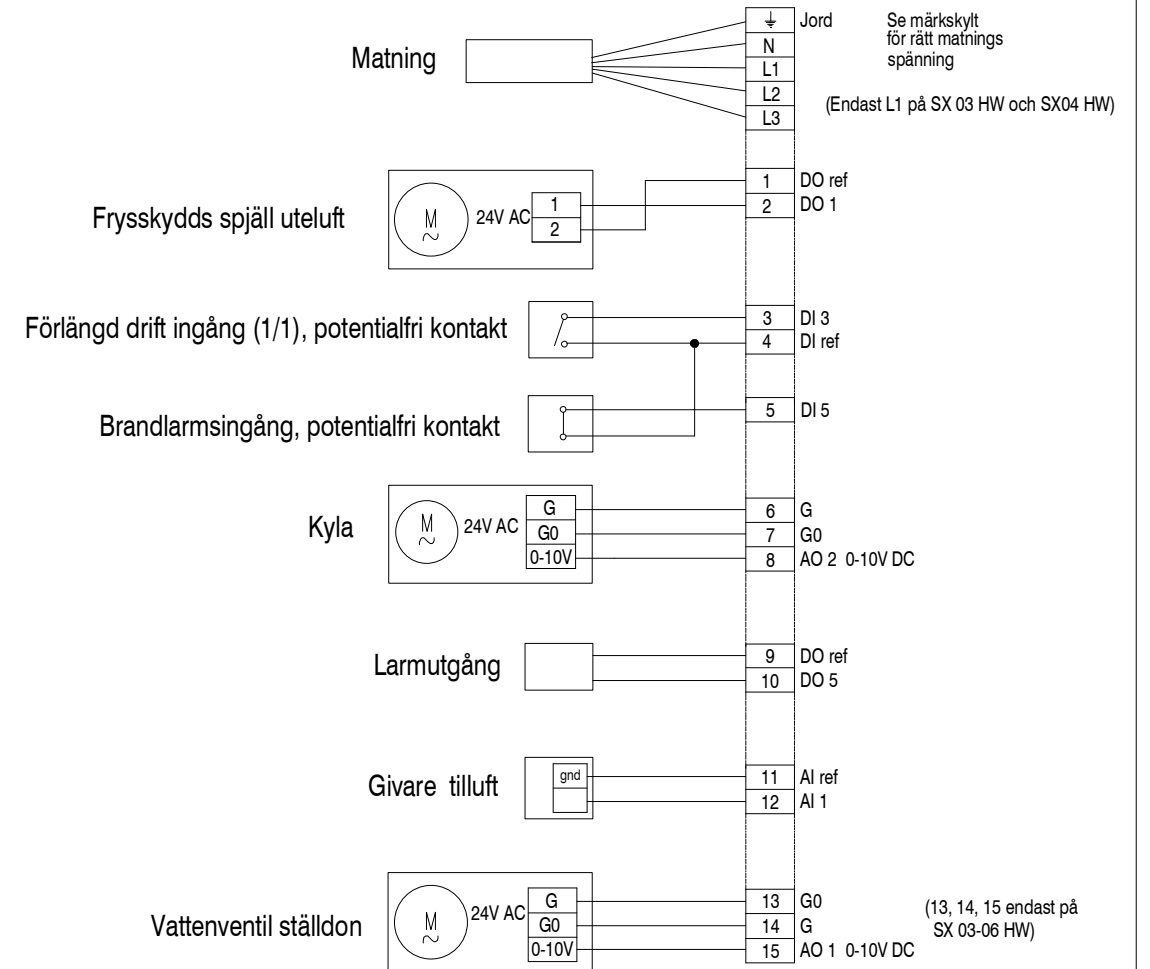 Matning
Jord
N
L1
L2
L3
Se märkskylt
för rätt matnings
spänning
(Endast L1 på SX 03 HW och SX04 HW)
Frysskydds spjäll uteluft
M
24V AC
1
2
1 DO ref
2 DO 1
Förlängd drift ingång (1/1), potentialfri kontakt
3 DI 3
4 DI ref
Brandlarmsingång, potentialfri kontakt
5 DI 5
Kyla
M
24V AC
G
G0
0-10V
6 G
7 G0
8 AO 2 0-10V DC
Larmutgång
9 DO ref
10 DO 5
Givare tilluft
gnd
11 AI ref
12 AI 1
Vattenventil ställdon
M
24V AC
G
G0
0-10V
13 G0
14 G
15 AO 1 0-10V DC
(13, 14, 15 endast på
SX 03-06 HW)